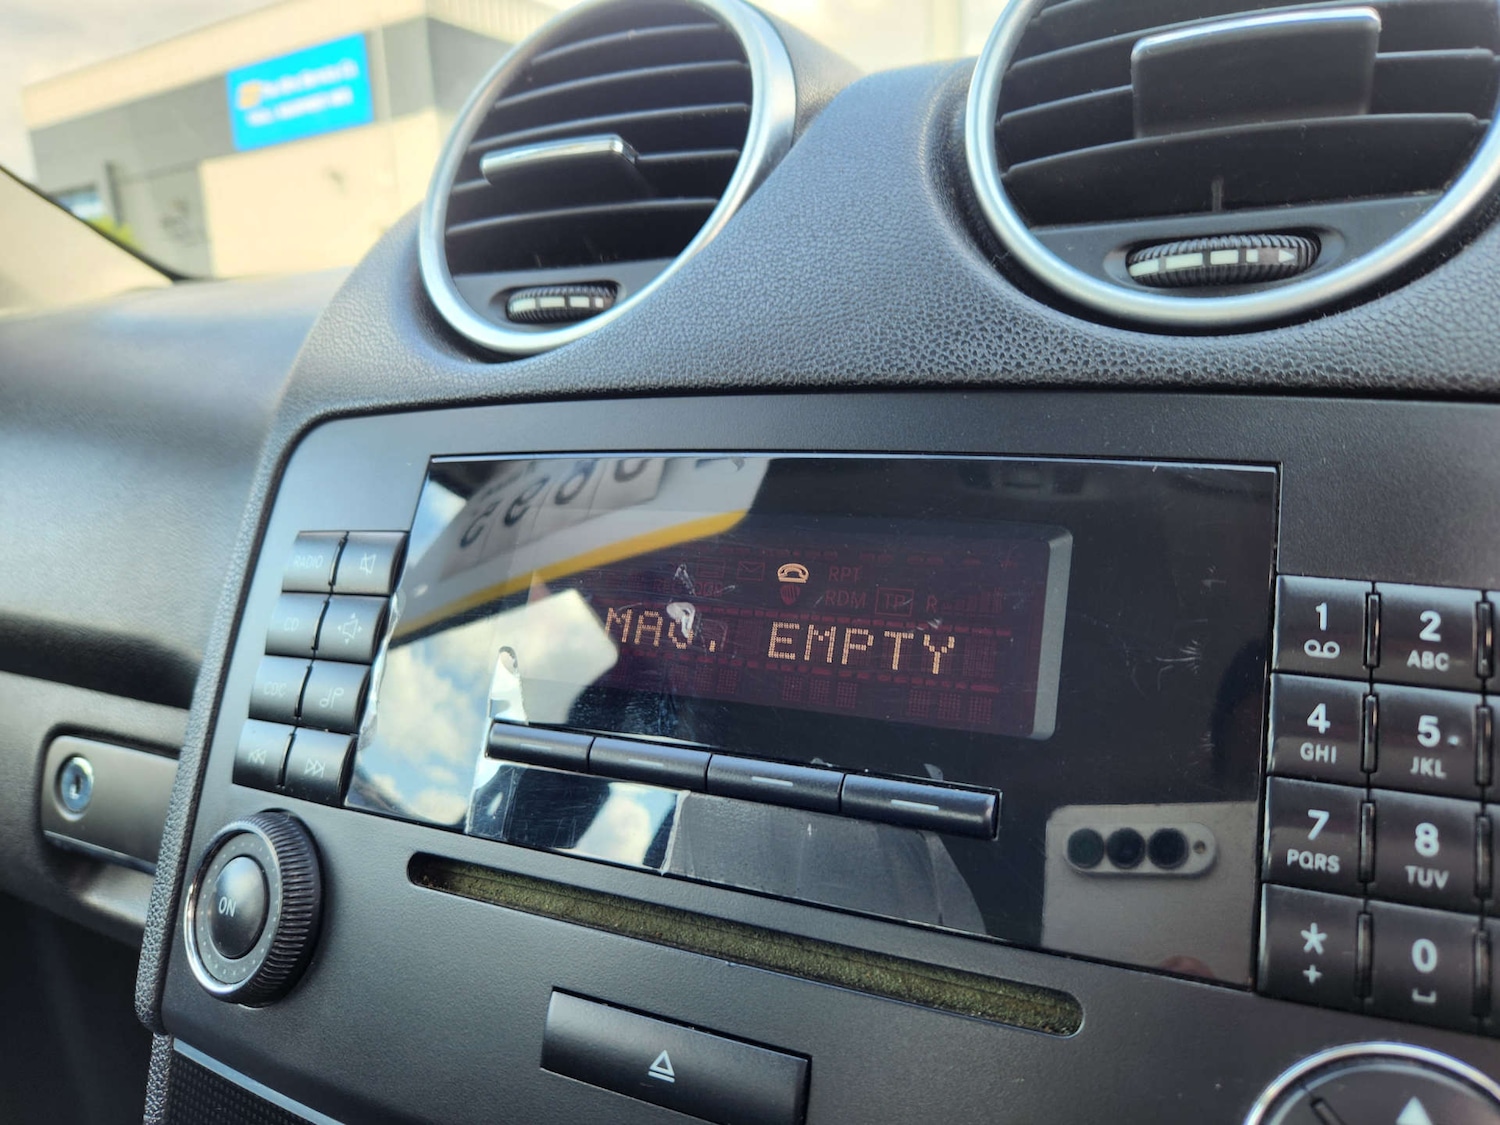 RPT
RDM TP R
MAG. EMPTY
RADIO
CD
CDC
ON
1
2
ABC
4
GHI
5
JKL
7
PQRS
8
TUV
*
+
0